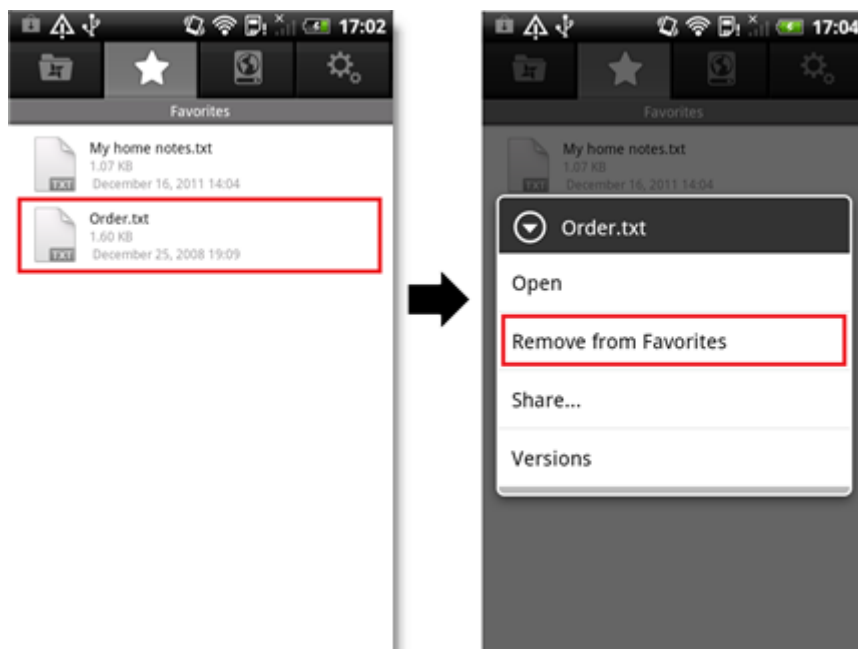 17:02
Favorites
My home notes.txt
1.07 KB
December 16, 2011 14:04
TXT
Order.txt
1.60 KB
December 25, 2008 19:09
TXT
17:04
Favorites
My home notes.txt
1.07 KB
December 16, 2011 14:04
TXT
Order.txt
Open
Remove from Favorites
Share...
Versions